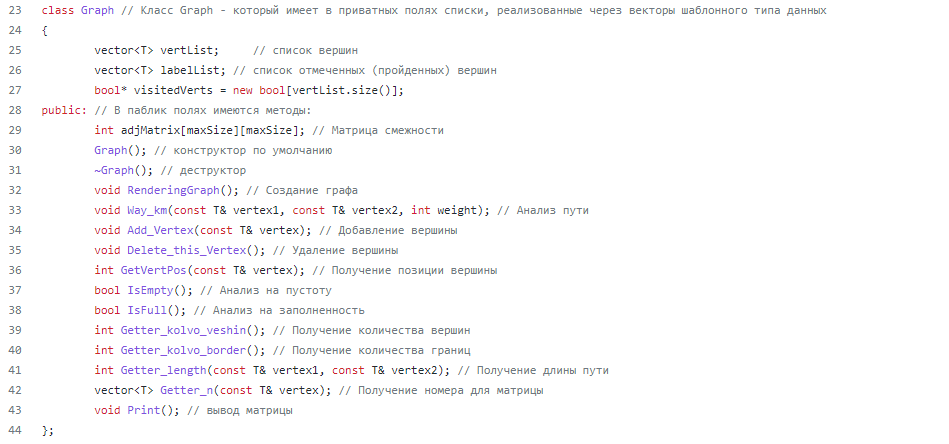 23 class Graph // Класс Graph - который имеет в приватных полях списки, реализованные через векторы шаблонного типа данных
24 {
25 vector<T> vertList; // список вершин
26 vector<T> labelList; // список отмеченных (пройденных) вершин
27 bool* visitedVerts = new bool[vertList.size()];
28 public: // В паблик полях имеются методы:
29 int adjMatrix[maxSize][maxSize]; // Матрица смежности
30 Graph(); // конструктор по умолчанию
31 ~Graph(); // деструктор
32 void RenderingGraph(); // Создание графа
33 void Way_km(const T& vertex1, const T& vertex2, int weight); // Анализ пути
34 void Add_Vertex(const T& vertex); // Добавление вершины
35 void Delete_this_Vertex(); // Удаление вершины
36 int GetVertPos(const T& vertex); // Получение позиции вершины
37 bool IsEmpty(); // Анализ на пустоту
38 bool IsFull(); // Анализ на заполненность
39 int Getter_kolvo_veshin(); // Получение количества вершин
40 int Getter_kolvo_border(); // Получение количества границ
41 int Getter_length(const T& vertex1, const T& vertex2); // Получение длины пути
42 vector<T> Getter_n(const T& vertex); // Получение номера для матрицы
43 void Print(); // вывод матрицы
44 };